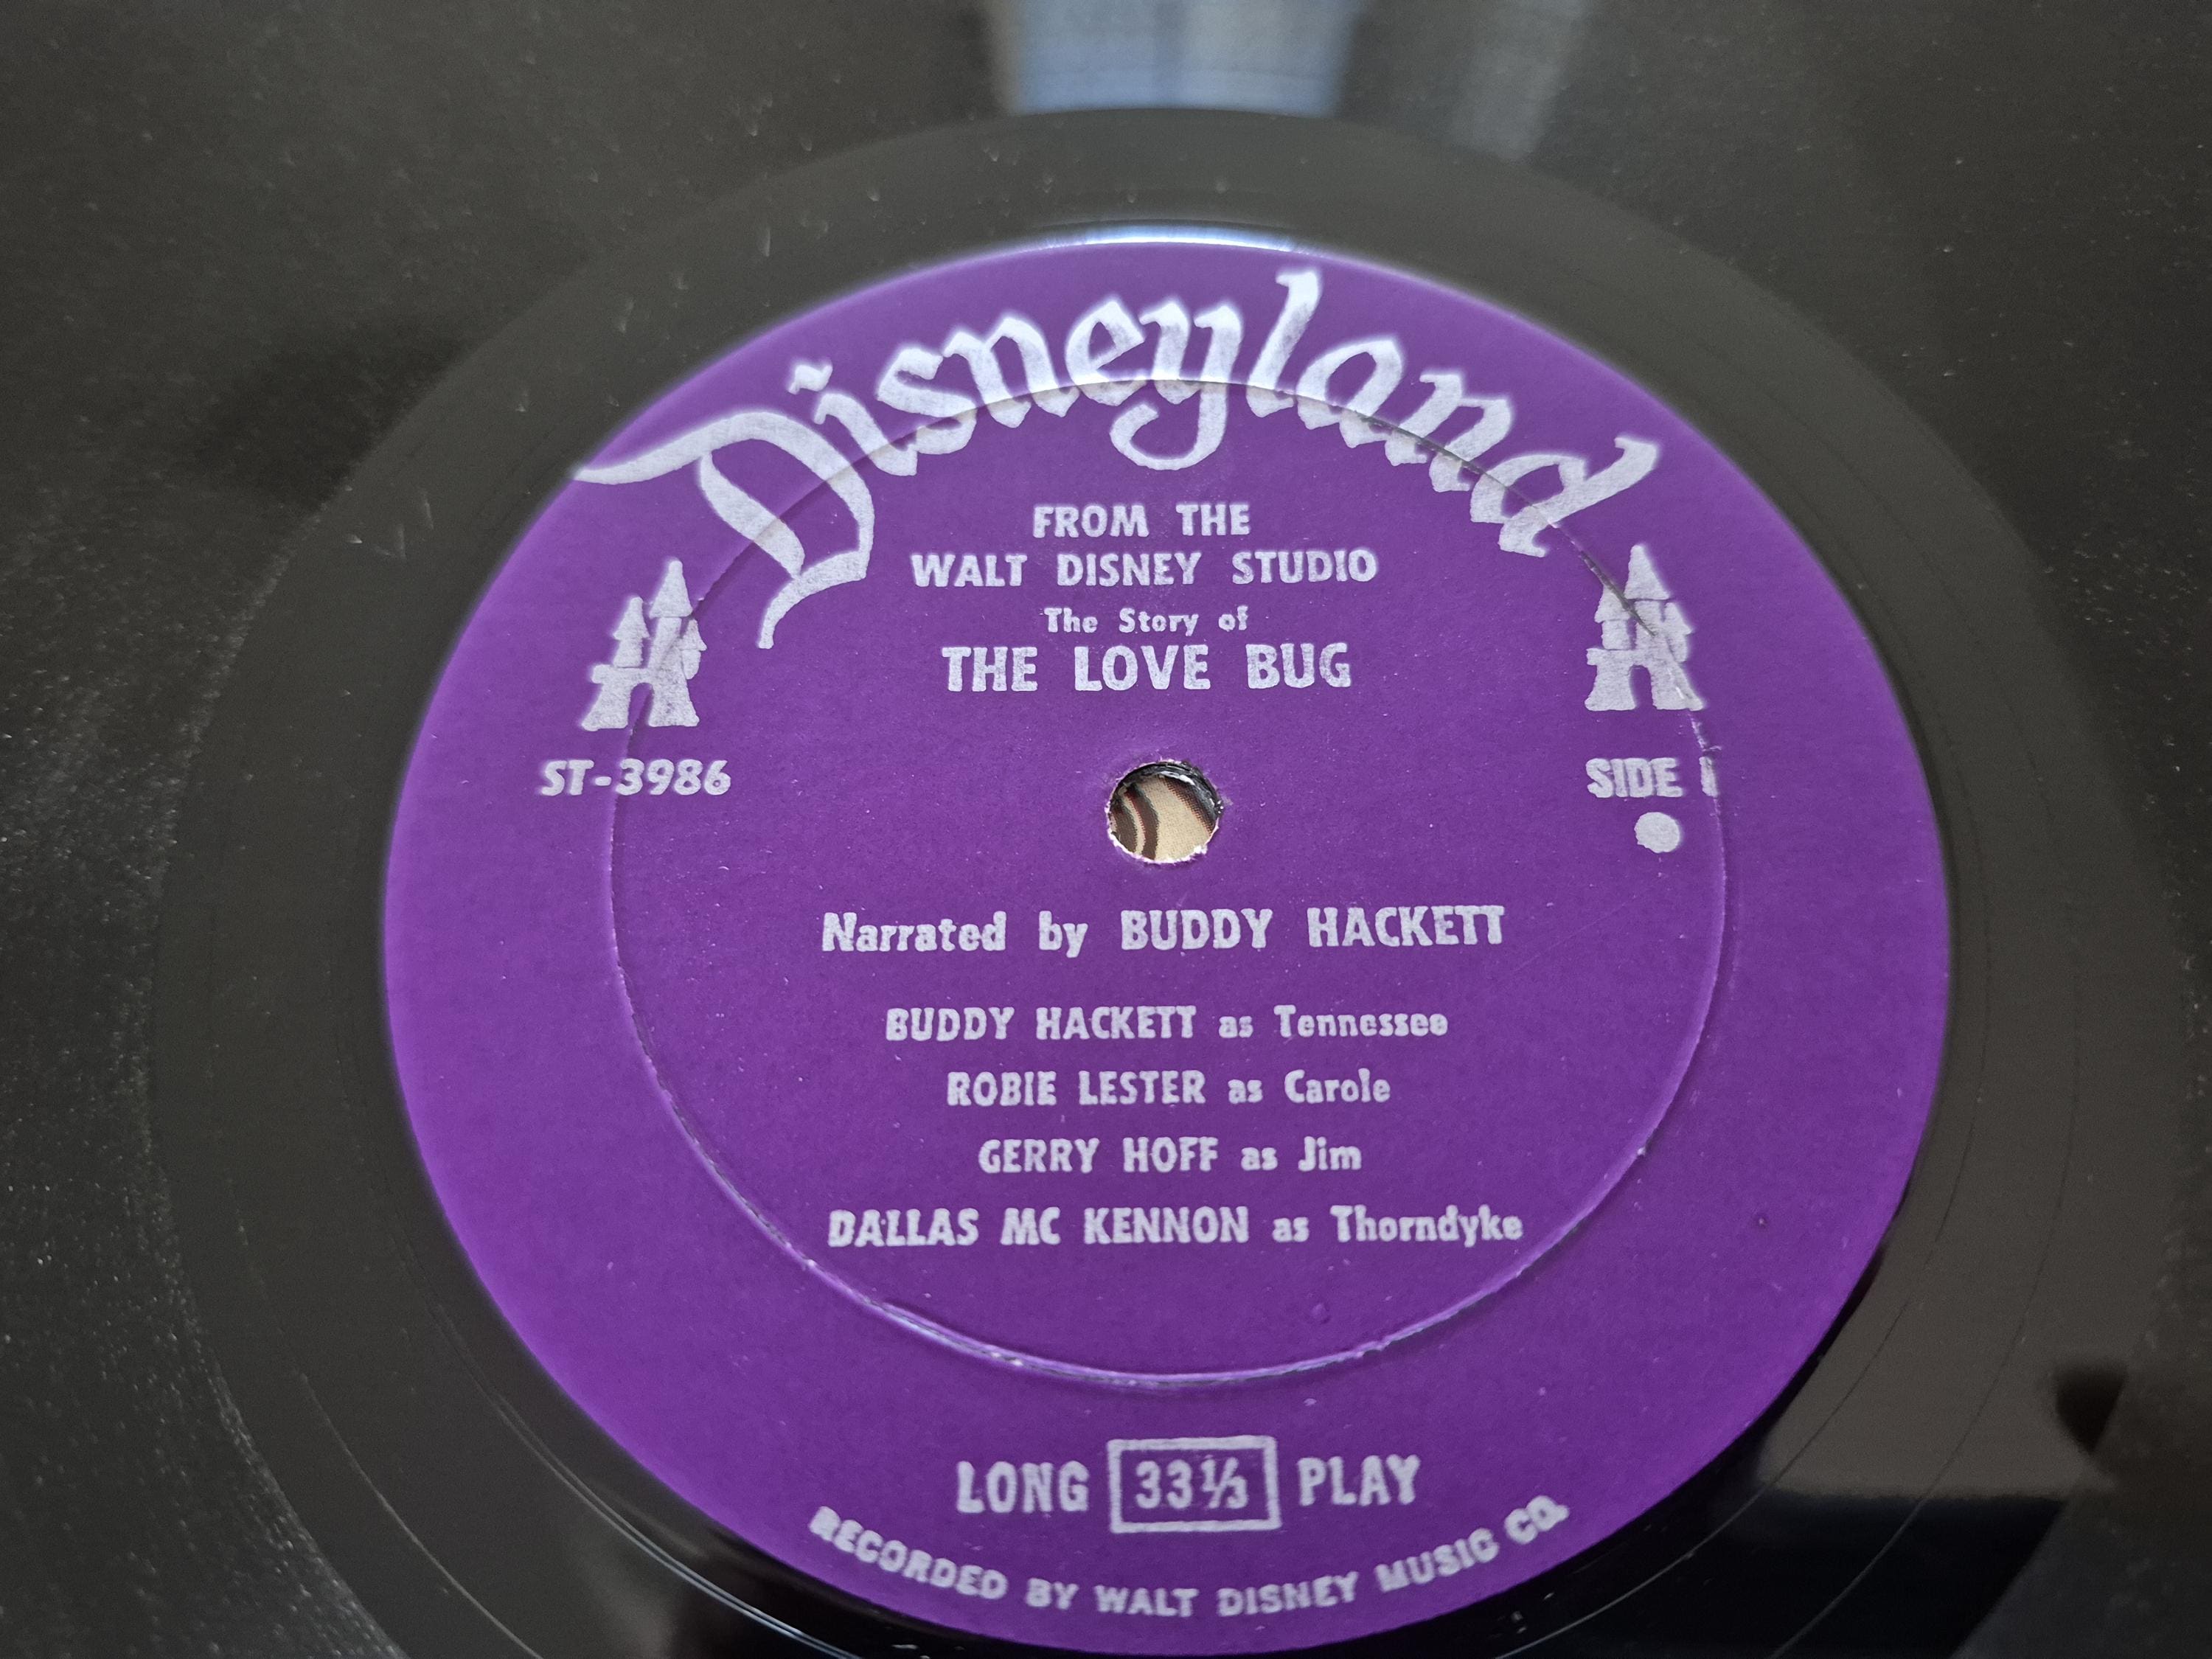 Disneyland
FROM THE
WALT DISNEY STUDIO
The Story of
THE LOVE BUG
ST-3986
SIDE 1
Narrated by BUDDY HACKETT
BUDDY HACKETT as Tennessee
ROBIE LESTER as Carole
GERRY HOFF as Jim
DALLAS MC KENNON as Thorndyke
LONG 33⅓ PLAY
RECORDED BY WALT DISNEY MUSIC CO.